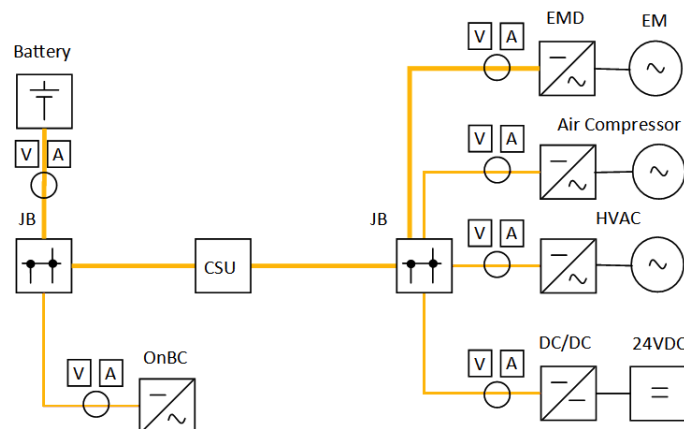 EMD EM
V A
Battery
Air Compressor
V A
V A
JB JB HVAC
V A
CSU
OnBC DC/DC 24VDC
V A
V A